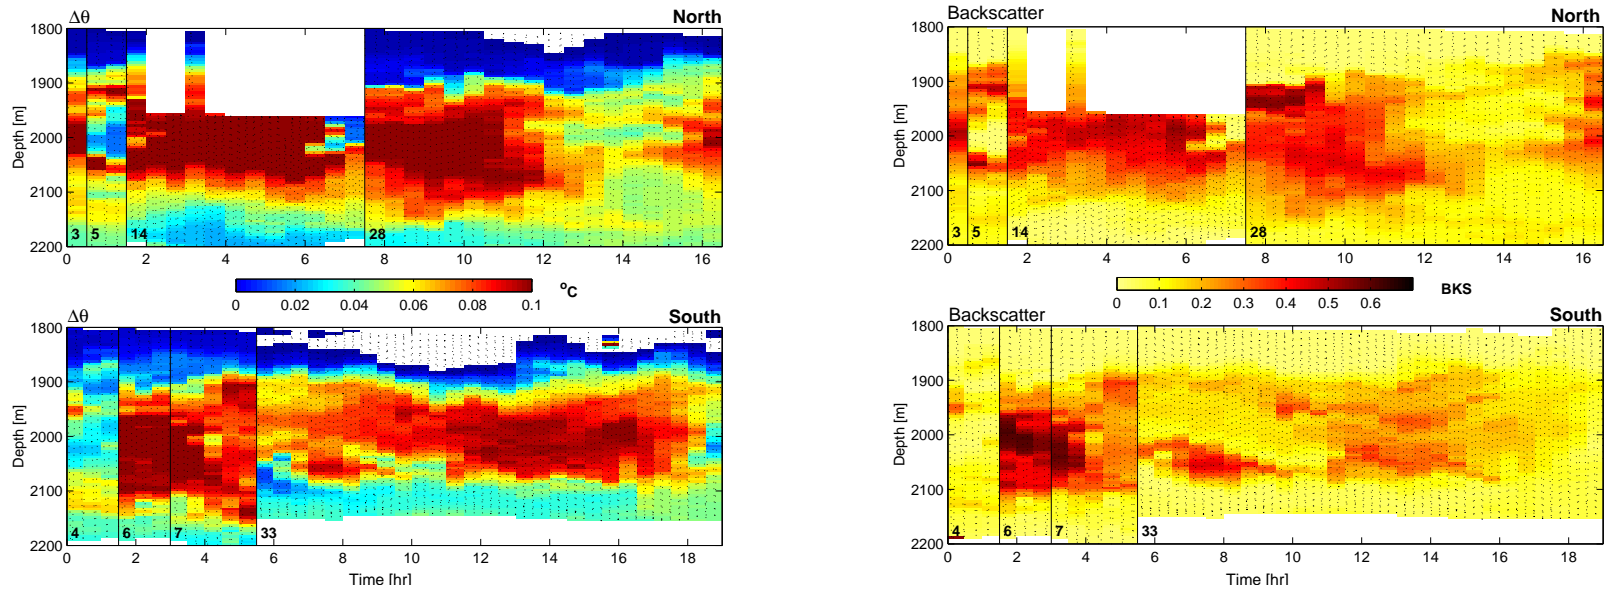 Δθ North
1800
1900
2000
2100
2200
Depth [m]
3 5 14 28
0 2 4 6 8 10 12 14 16
0 0.02 0.04 0.06 0.08 0.1 °C
Δθ South
1800
1900
2000
2100
2200
Depth [m]
4 6 7 33
0 2 4 6 8 10 12 14 16 18
Time [hr]
Backscatter North
1800
1900
2000
2100
2200
Depth [m]
3 5 14 28
0 2 4 6 8 10 12 14 16
0 0.1 0.2 0.3 0.4 0.5 0.6 BKS
Backscatter South
1800
1900
2000
2100
2200
Depth [m]
4 6 7 33
0 2 4 6 8 10 12 14 16 18
Time [hr]